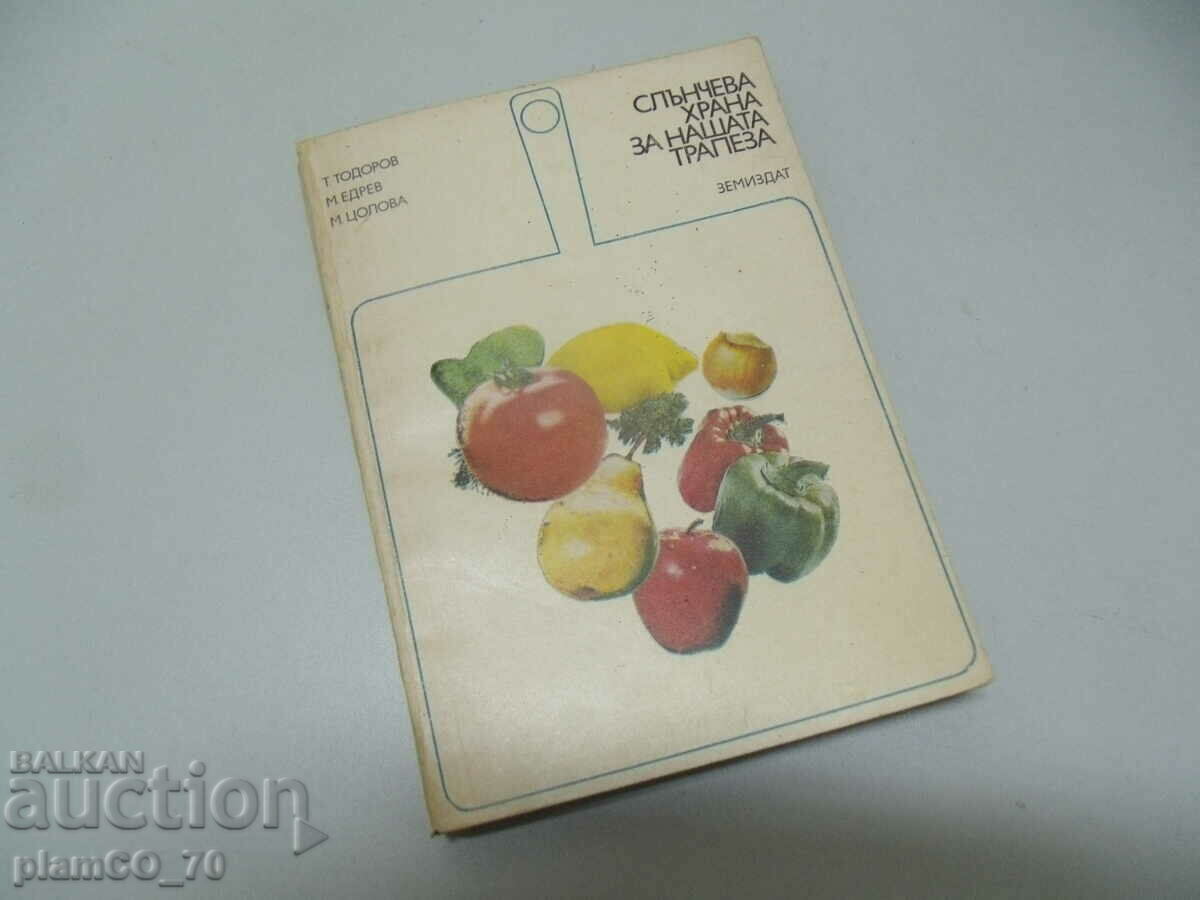 Т. ТОДОРОВ
М. ЕДРЕВ
М. ЦОЛОВА
СЛЪНЧЕВА
ХРАНА
ЗА НАШАТА
ТРАПЕЗА
ЗЕМИЗДАТ
BALKAN
auction
plamCO_70